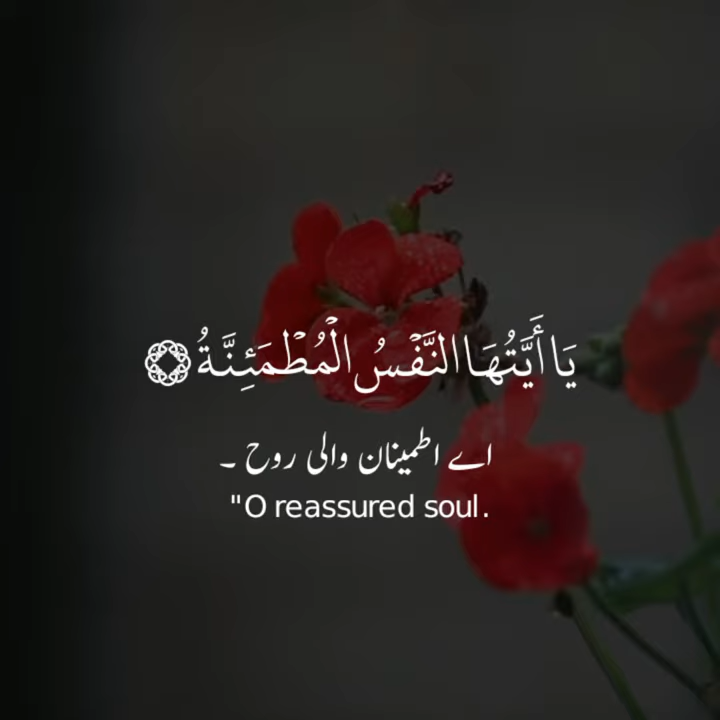 يَا أَيَّتُهَا النَّفْسُ الْمُطْمَئِنَّةُ ۝
اے اطمینان والی روح ۔
"O reassured soul.